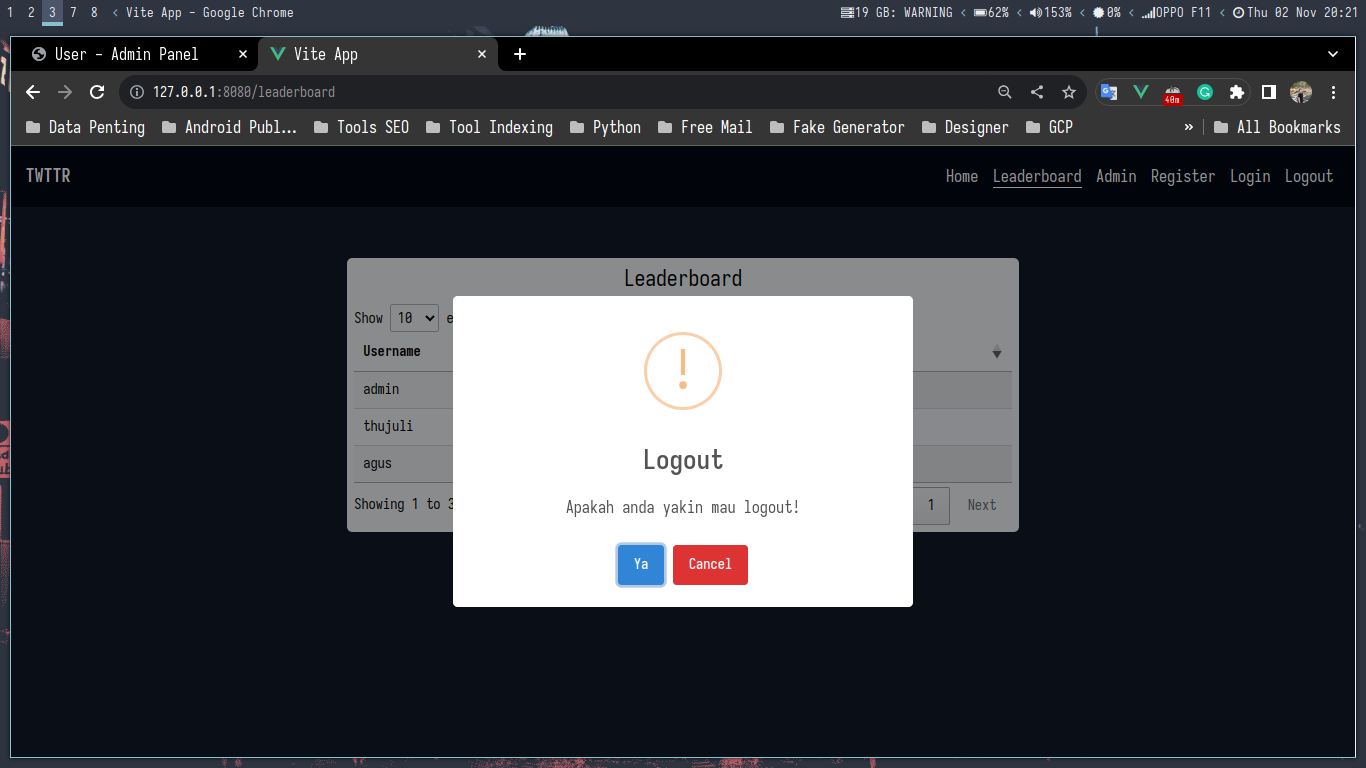 1 2 3 7 8 < Vite App - Google Chrome 19 GB: WARNING < 62% < 153% < 0% < OPPO F11 < Thu 02 Nov 20:21
User - Admin Panel × Vite App × +
127.0.0.1:8080/leaderboard
40m
Data Penting Android Publ... Tools SEO Tool Indexing Python Free Mail Fake Generator Designer GCP » All Bookmarks
TWTTR Home Leaderboard Admin Register Login Logout
Leaderboard
Show 10 e
Username
admin
thujuli
agus
Showing 1 to 3 1 Next
!
Logout
Apakah anda yakin mau logout!
Ya Cancel